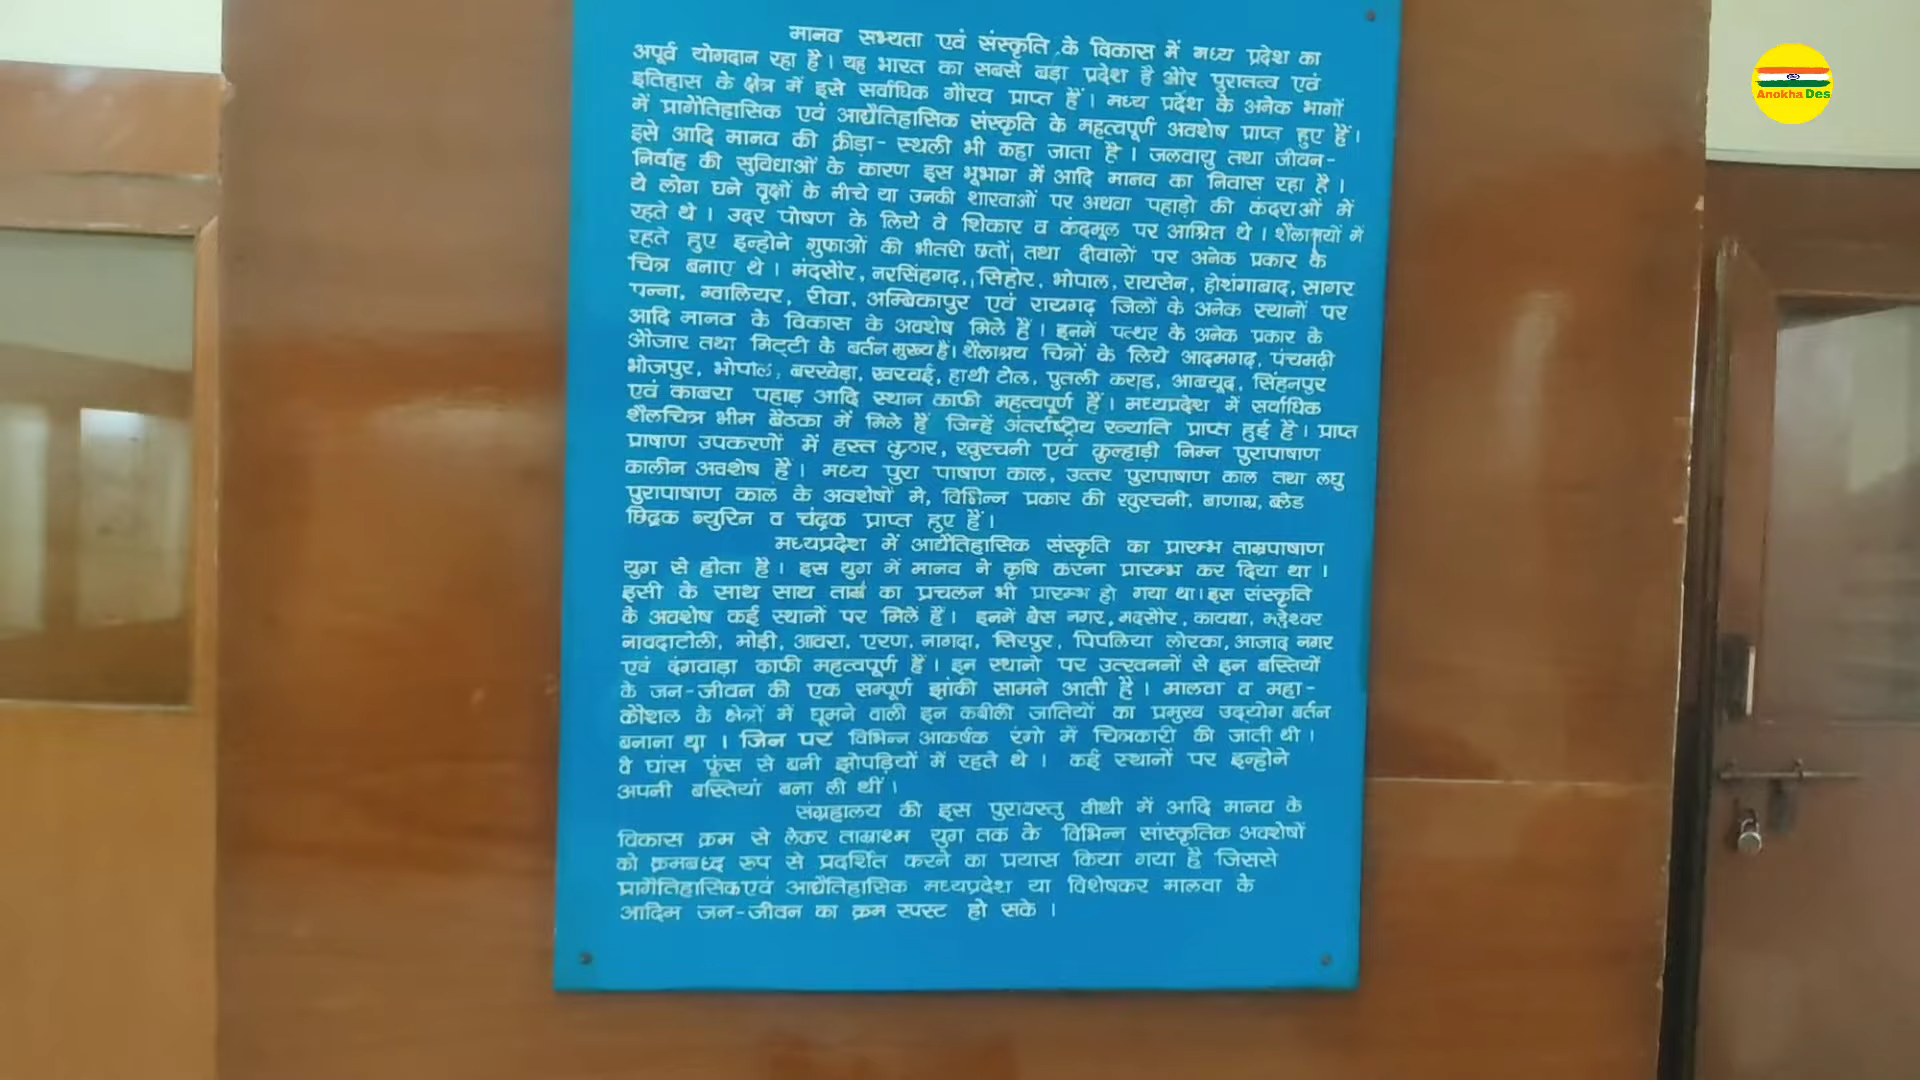 मानव सभ्यता एवं संस्कृति के विकास में मध्य प्रदेश का
अपूर्व योगदान रहा है। यह भारत का सबसे बड़ा प्रदेश है और पुरातत्व एवं
इतिहास के क्षेत्र में इसे सर्वाधिक गौरव प्राप्त हैं। मध्य प्रदेश के अनेक भागों
में प्रागैतिहासिक एवं आद्यैतिहासिक संस्कृति के महत्वपूर्ण अवशेष प्राप्त हुए हैं।
इसे आदि मानव की क्रीड़ा-स्थली भी कहा जाता है। जलवायु तथा जीवन-
निर्वाह की सुविधाओं के कारण इस भूभाग में आदि मानव का निवास रहा है।
ये लोग घने वृक्षों के नीचे या उनकी शाखाओं पर अथवा पहाड़ो की कंदराओं में
रहते थे। उदर पोषण के लिये वे शिकार व कंदमूल पर आश्रित थे। शैलाश्रयों में
रहते हुए इन्होने गुफाओं की भीतरी छतों, तथा दीवालों पर अनेक प्रकार के
चित्र बनाए थे। मंदसौर, नरसिंहगढ़, सिहोर, भोपाल, रायसेन, होशंगाबाद, सागर
पन्ना, ग्वालियर, रीवा, अम्बिकापुर एवं रायगढ़ जिलों के अनेक स्थानों पर
आदि मानव के विकास के अवशेष मिले हैं। इनमें पत्थर के अनेक प्रकार के
औजार तथा मिट्टी के बर्तन मुख्य हैं। शैलाश्रय चित्रों के लिये आदमगढ़, पंचमढ़ी
भोजपुर, भोपाल, बरखेड़ा, खरवई, हाथी टोल, पुतली कराड, आबचूद, सिंहनपुर
एवं काबरा पहाड़ आदि स्थान काफी महत्वपूर्ण हैं। मध्यप्रदेश में सर्वाधिक
शैलचित्र भीम बैठका में मिले हैं जिन्हें अंतर्राष्ट्रीय ख्याति प्राप्त हुई है। प्राप्त
प्राषाण उपकरणों में हस्त कुठार, खुरचनी एवं कुल्हाड़ी निम्न पुरापाषाण
कालीन अवशेष हैं। मध्य पुरा पाषाण काल, उत्तर पुरापाषाण काल तथा लघु
पुरापाषाण काल के अवशेषों मे, विभिन्न प्रकार की खुरचनी, बाणाग्र, ब्लेड
छिद्रक ब्युरिन व चंद्रक प्राप्त हुए हैं।
मध्यप्रदेश में आद्यैतिहासिक संस्कृति का प्रारम्भ ताम्रपाषाण
युग से होता है। इस युग में मानव ने कृषि करना प्रारम्भ कर दिया था।
इसी के साथ साथ का प्रचलन भी प्रारम्भ हो गया था। इस संस्कृति
के अवशेष कई स्थानों पर मिलें हैं। इनमें बेस नगर, मदसौर, कायथा, महेश्वर
नावदाटोली, मोड़ी, आवरा, एरण, नागदा, सिरपुर, पिपलिया लोरका, आजाद नगर
एवं दंगवाड़ा काफी महत्वपूर्ण हैं। इन स्थानो पर उत्खननों से इन बस्तियों
के जन-जीवन की एक सम्पूर्ण झांकी सामने आती है। मालवा व महा-
कौशल के क्षेत्रों में घूमने वाली इन कबीली जातियों का प्रमुख उद्योग बर्तन
बनाना था। जिन पर विभिन्न आकर्षक रंगो में चित्रकारी की जाती थी।
वे घांस फूंस से बनी झोपड़ियों में रहते थे। कई स्थानों पर इन्होने
अपनी बस्तियां बना ली थीं।
संग्रहालय की इस पुरावस्तु वीथी में आदि मानव के
विकास क्रम से लेकर ताम्राश्म युग तक के विभिन्न सांस्कृतिक अवशेषों
को क्रमबध्द रूप से प्रदर्शित करने का प्रयास किया गया है जिससे
प्रागैतिहासिक एवं आद्यैतिहासिक मध्यप्रदेश या विशेषकर मालवा के
आदिम जन-जीवन का क्रम स्पस्ट हो सके।
Anokha Des